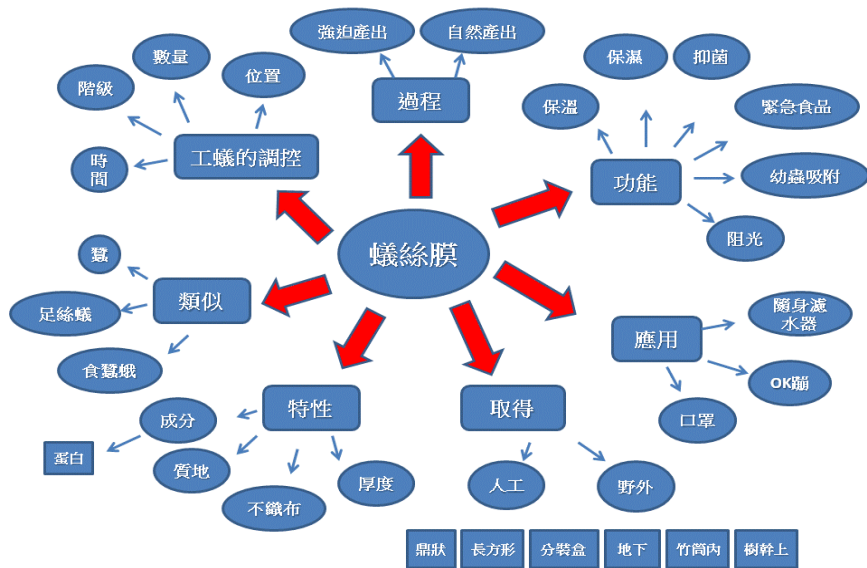 強迫產出
自然產出
過程
數量
階級
位置
時
間
工蟻的調控
保濕
抑菌
保溫
緊急食品
幼蟲吸附
阻光
功能
蟻絲膜
蠶
足絲蟻
食蠶蛾
類似
隨身濾
水器
OK蹦
口罩
應用
特性
成分
蛋白
質地
不織布
厚度
取得
人工
野外
鼎狀
長方形
分裝盒
地下
竹筒內
樹幹上